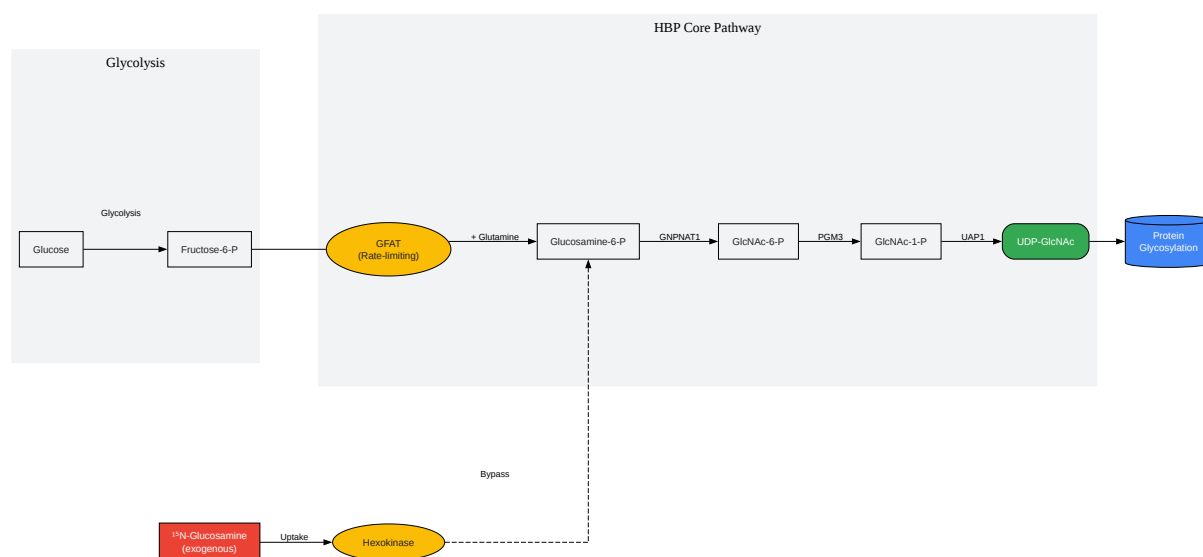 HBP Core Pathway
Glycolysis
Glycolysis
Glucose
Fructose-6-P
GFAT
(Rate-limiting)
+ Glutamine
Glucosamine-6-P
GNPNAT1
GlcNAc-6-P
PGM3
GlcNAc-1-P
UAP1
UDP-GlcNAc
Protein
Glycosylation
Bypass
¹⁵N-Glucosamine
(exogenous)
Uptake
Hexokinase